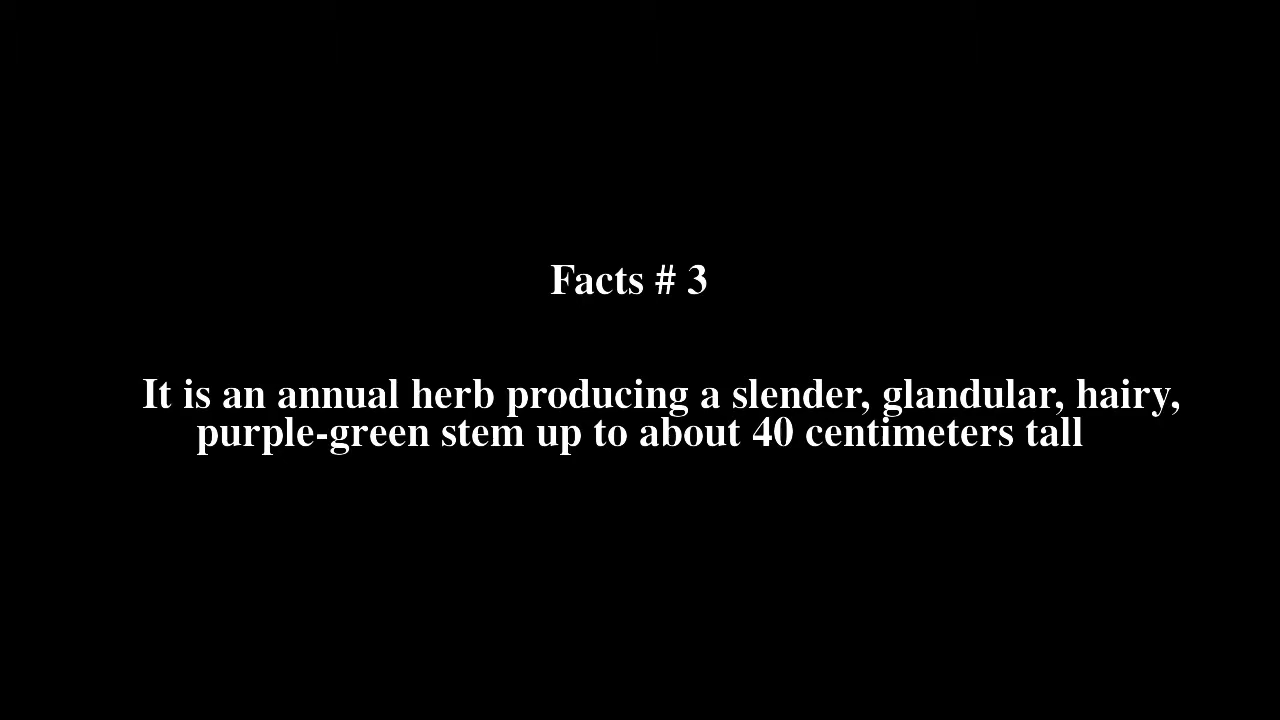 Facts # 3
It is an annual herb producing a slender, glandular, hairy,
purple-green stem up to about 40 centimeters tall